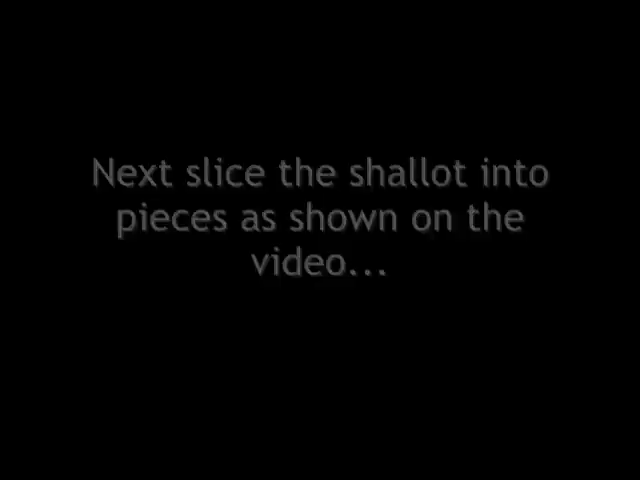 Next slice the shallot into
pieces as shown on the
video...